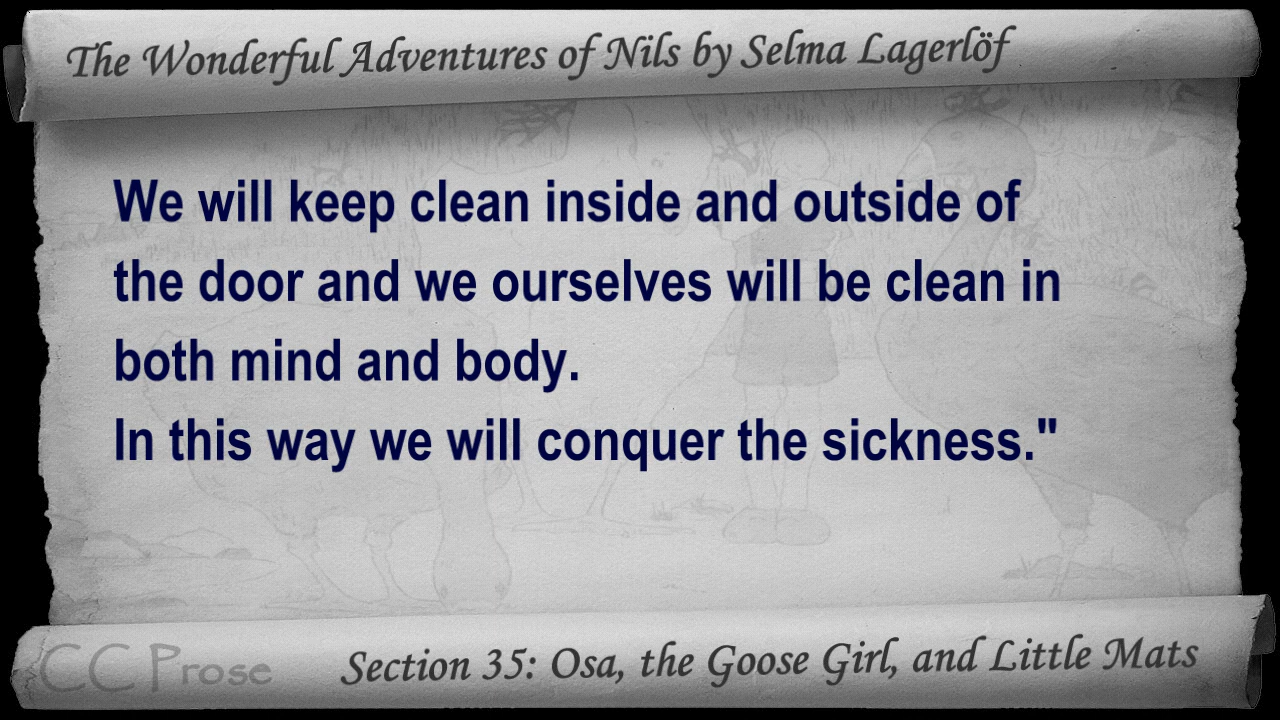 The Wonderful Adventures of Nils by Selma Lagerlöf
We will keep clean inside and outside of
the door and we ourselves will be clean in
both mind and body.
In this way we will conquer the sickness."
CC Prose
Section 35: Osa, the Goose Girl, and Little Mats